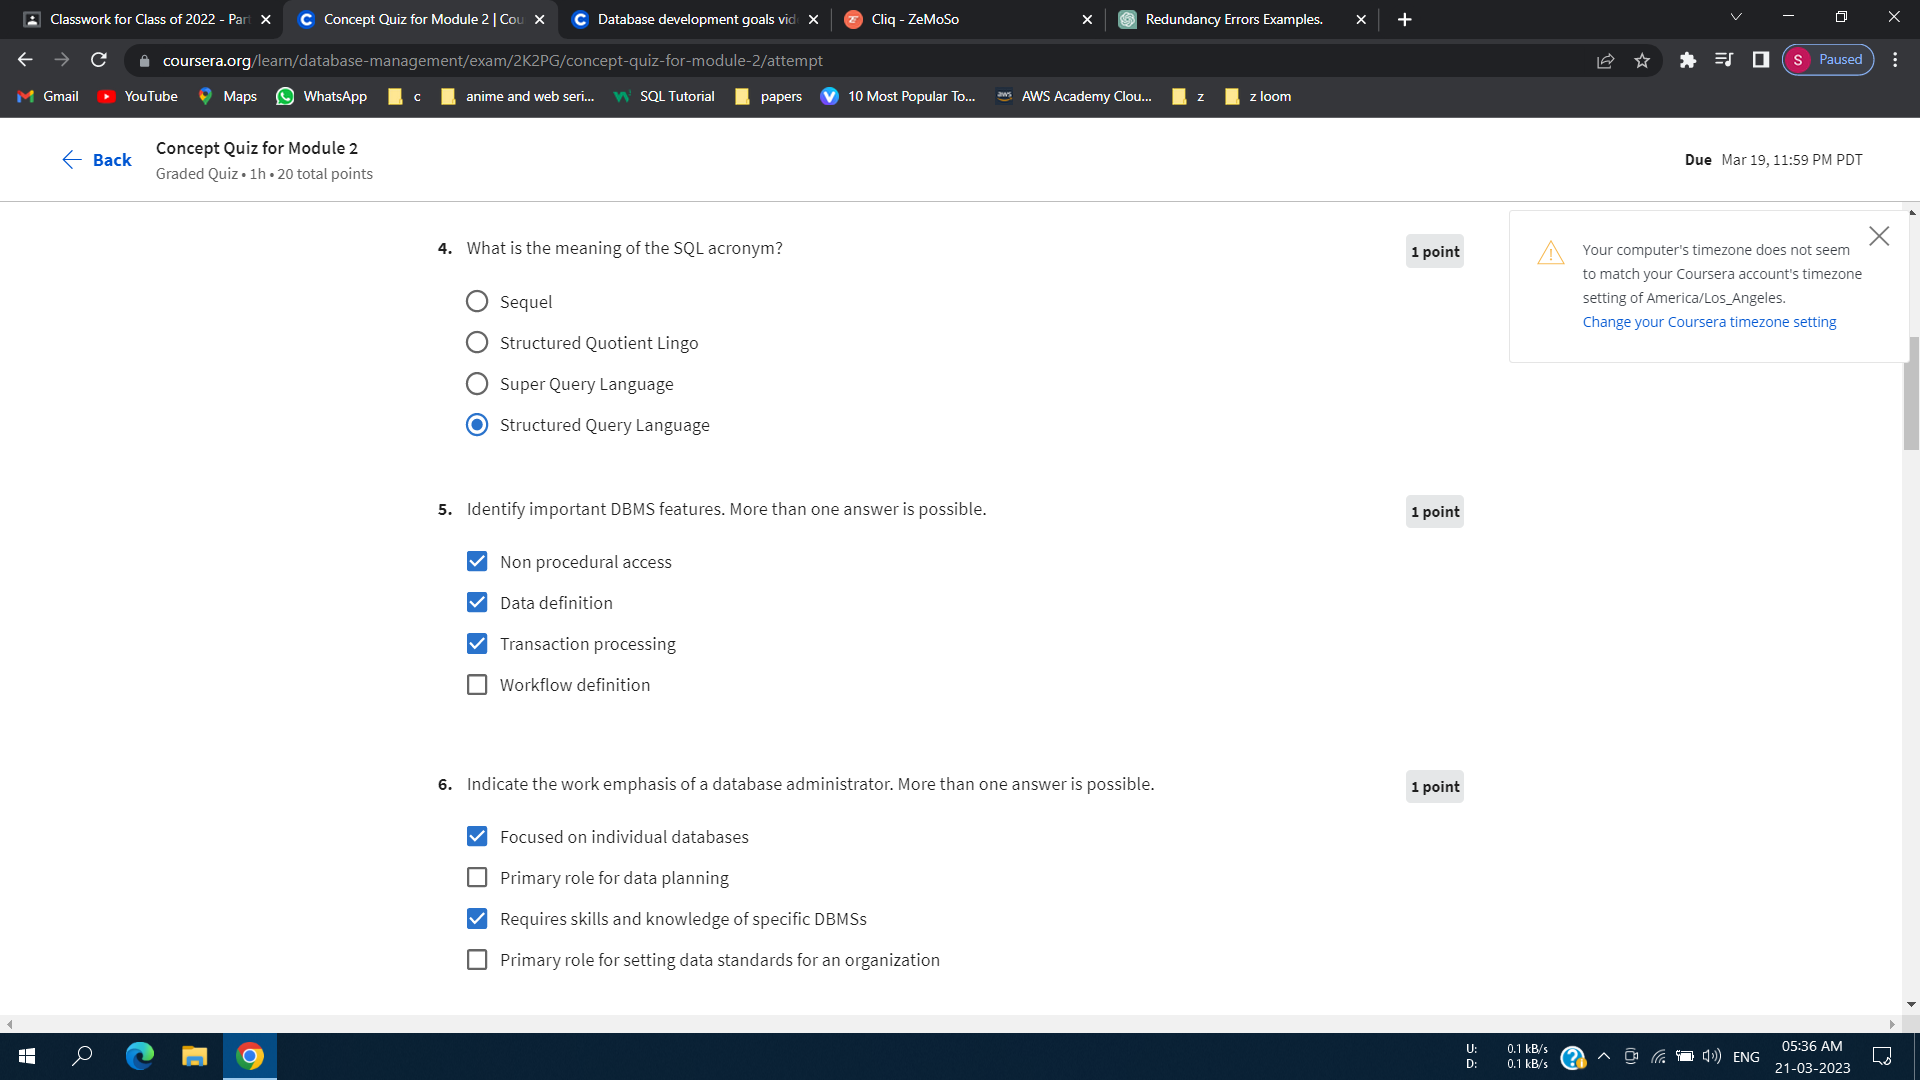 Classwork for Class of 2022 - Part
Concept Quiz for Module 2 | Cou
Database development goals vid
Cliq - ZeMoSo
Redundancy Errors Examples.
coursera.org/learn/database-management/exam/2K2PG/concept-quiz-for-module-2/attempt
S Paused
Gmail
YouTube
Maps
WhatsApp
c
anime and web seri...
SQL Tutorial
papers
10 Most Popular To...
aws
AWS Academy Clou...
z
z loom
Back
Concept Quiz for Module 2
Graded Quiz • 1h • 20 total points
Due Mar 19, 11:59 PM PDT
Your computer's timezone does not seem
to match your Coursera account's timezone
setting of America/Los_Angeles.
Change your Coursera timezone setting
4. What is the meaning of the SQL acronym?
1 point
Sequel
Structured Quotient Lingo
Super Query Language
Structured Query Language
5. Identify important DBMS features. More than one answer is possible.
1 point
Non procedural access
Data definition
Transaction processing
Workflow definition
6. Indicate the work emphasis of a database administrator. More than one answer is possible.
1 point
Focused on individual databases
Primary role for data planning
Requires skills and knowledge of specific DBMSs
Primary role for setting data standards for an organization
U: 0.1 kB/s
D: 0.1 kB/s
ENG
05:36 AM
21-03-2023